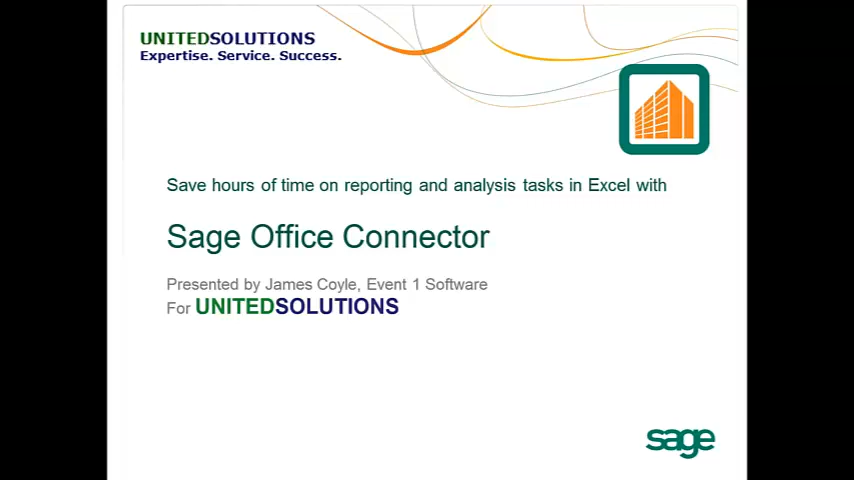 UNITEDSOLUTIONS
Expertise. Service. Success.
Save hours of time on reporting and analysis tasks in Excel with
Sage Office Connector
Presented by James Coyle, Event 1 Software
For UNITEDSOLUTIONS
sage